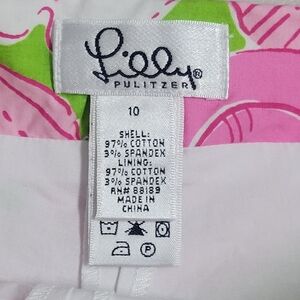 Lilly®
PULITZER
10
SHELL:
97% COTTON
3% SPANDEX
LINING:
97% COTTON
3% SPANDEX
RN# 88189
MADE IN
CHINA
P